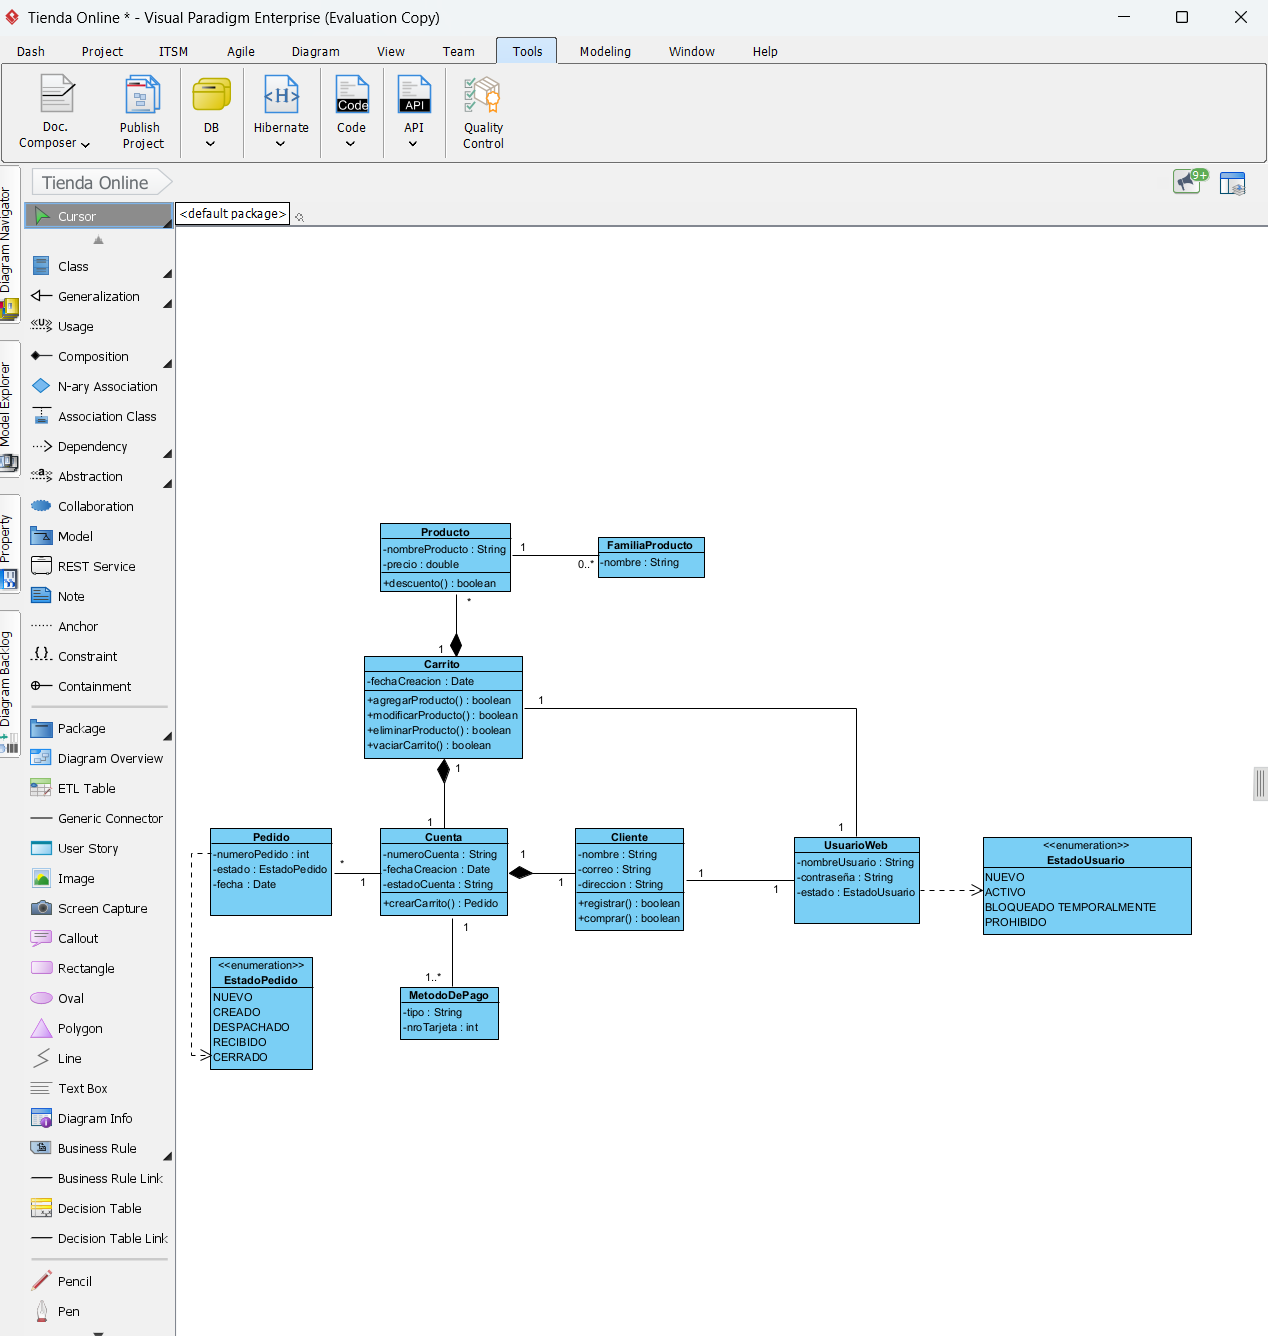 Tienda Online * - Visual Paradigm Enterprise (Evaluation Copy)
Dash Project ITSM Agile Diagram View Team Tools Modeling Window Help
Doc. Composer
Publish Project
DB
Hibernate
<H>
Code
Code
API
API
Quality Control
Diagram Navigator
Model Explorer
Property
Diagram Backlog
Tienda Online
9+
<default package>
Cursor
Class
Generalization
Usage
Composition
N-ary Association
Association Class
Dependency
Abstraction
Collaboration
Model
REST Service
Note
Anchor
Constraint
Containment
Package
Diagram Overview
ETL Table
Generic Connector
User Story
Image
Screen Capture
Callout
Rectangle
Oval
Polygon
Line
Text Box
Diagram Info
Business Rule
Business Rule Link
Decision Table
Decision Table Link
Pencil
Pen
Producto
-nombreProducto : String
-precio : double
+descuento() : boolean
1
0..*
FamiliaProducto
-nombre : String
*
1
Carrito
-fechaCreacion : Date
+agregarProducto() : boolean
+modificarProducto() : boolean
+eliminarProducto() : boolean
+vaciarCarrito() : boolean
1
1
1
1
Pedido
-numeroPedido : int
-estado : EstadoPedido
-fecha : Date
*
1
Cuenta
-numeroCuenta : String
-fechaCreacion : Date
-estadoCuenta : String
+crearCarrito() : Pedido
1
1
Cliente
-nombre : String
-correo : String
-direccion : String
+registrar() : boolean
+comprar() : boolean
1
1
UsuarioWeb
-nombreUsuario : String
-contraseña : String
-estado : EstadoUsuario
<<enumeration>>
EstadoUsuario
NUEVO
ACTIVO
BLOQUEADO TEMPORALMENTE
PROHIBIDO
1
1..*
<<enumeration>>
EstadoPedido
NUEVO
CREADO
DESPACHADO
RECIBIDO
CERRADO
MetodoDePago
-tipo : String
-nroTarjeta : int